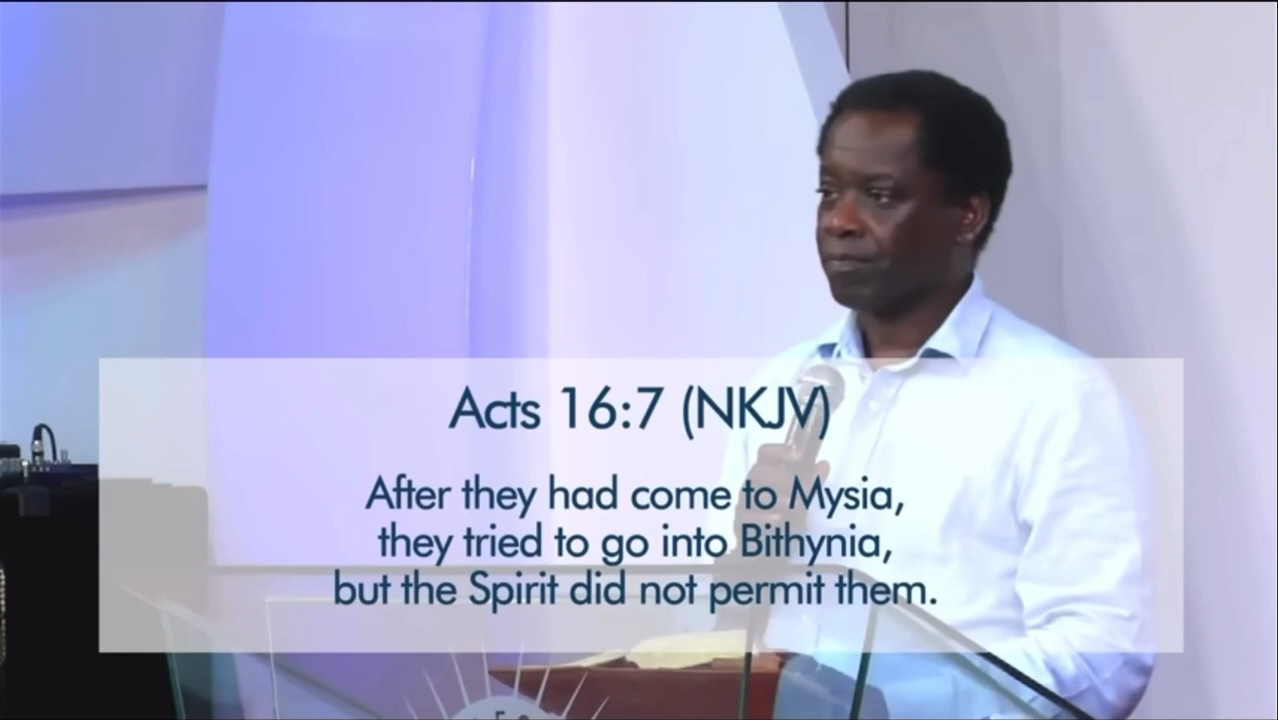 Acts 16:7 (NKJV)
After they had come to Mysia,
they tried to go into Bithynia,
but the Spirit did not permit them.